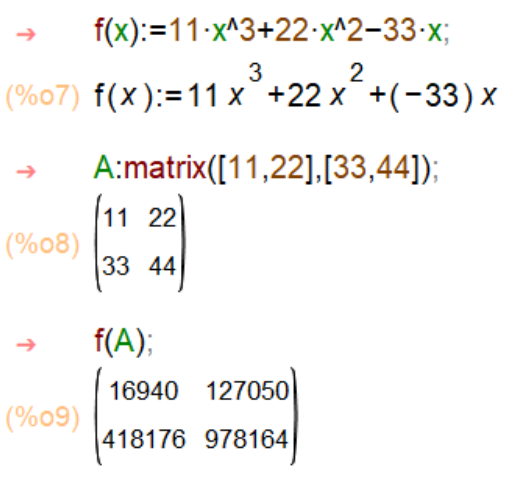 → f(x):=11·x^3+22·x^2−33·x;
(%o7) f(x):=11 x^3+22 x^2+(−33) x
→ A:matrix([11,22],[33,44]);
(%o8)
11 22
33 44
→ f(A);
(%o9)
16940 127050
418176 978164